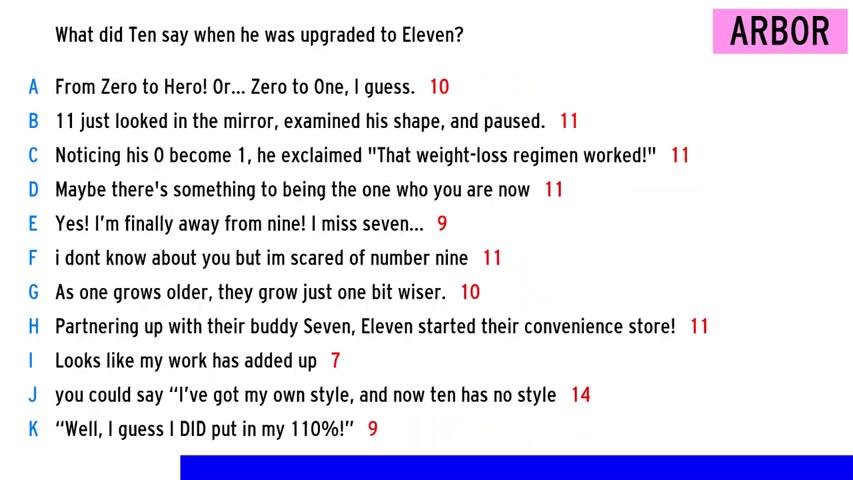 What did Ten say when he was upgraded to Eleven?
ARBOR
A From Zero to Hero! Or... Zero to One, I guess. 10
B 11 just looked in the mirror, examined his shape, and paused. 11
C Noticing his 0 become 1, he exclaimed "That weight-loss regimen worked!" 11
D Maybe there's something to being the one who you are now 11
E Yes! I'm finally away from nine! I miss seven... 9
F i dont know about you but im scared of number nine 11
G As one grows older, they grow just one bit wiser. 10
H Partnering up with their buddy Seven, Eleven started their convenience store! 11
I Looks like my work has added up 7
J you could say “I've got my own style, and now ten has no style 14
K “Well, I guess I DID put in my 110%!” 9